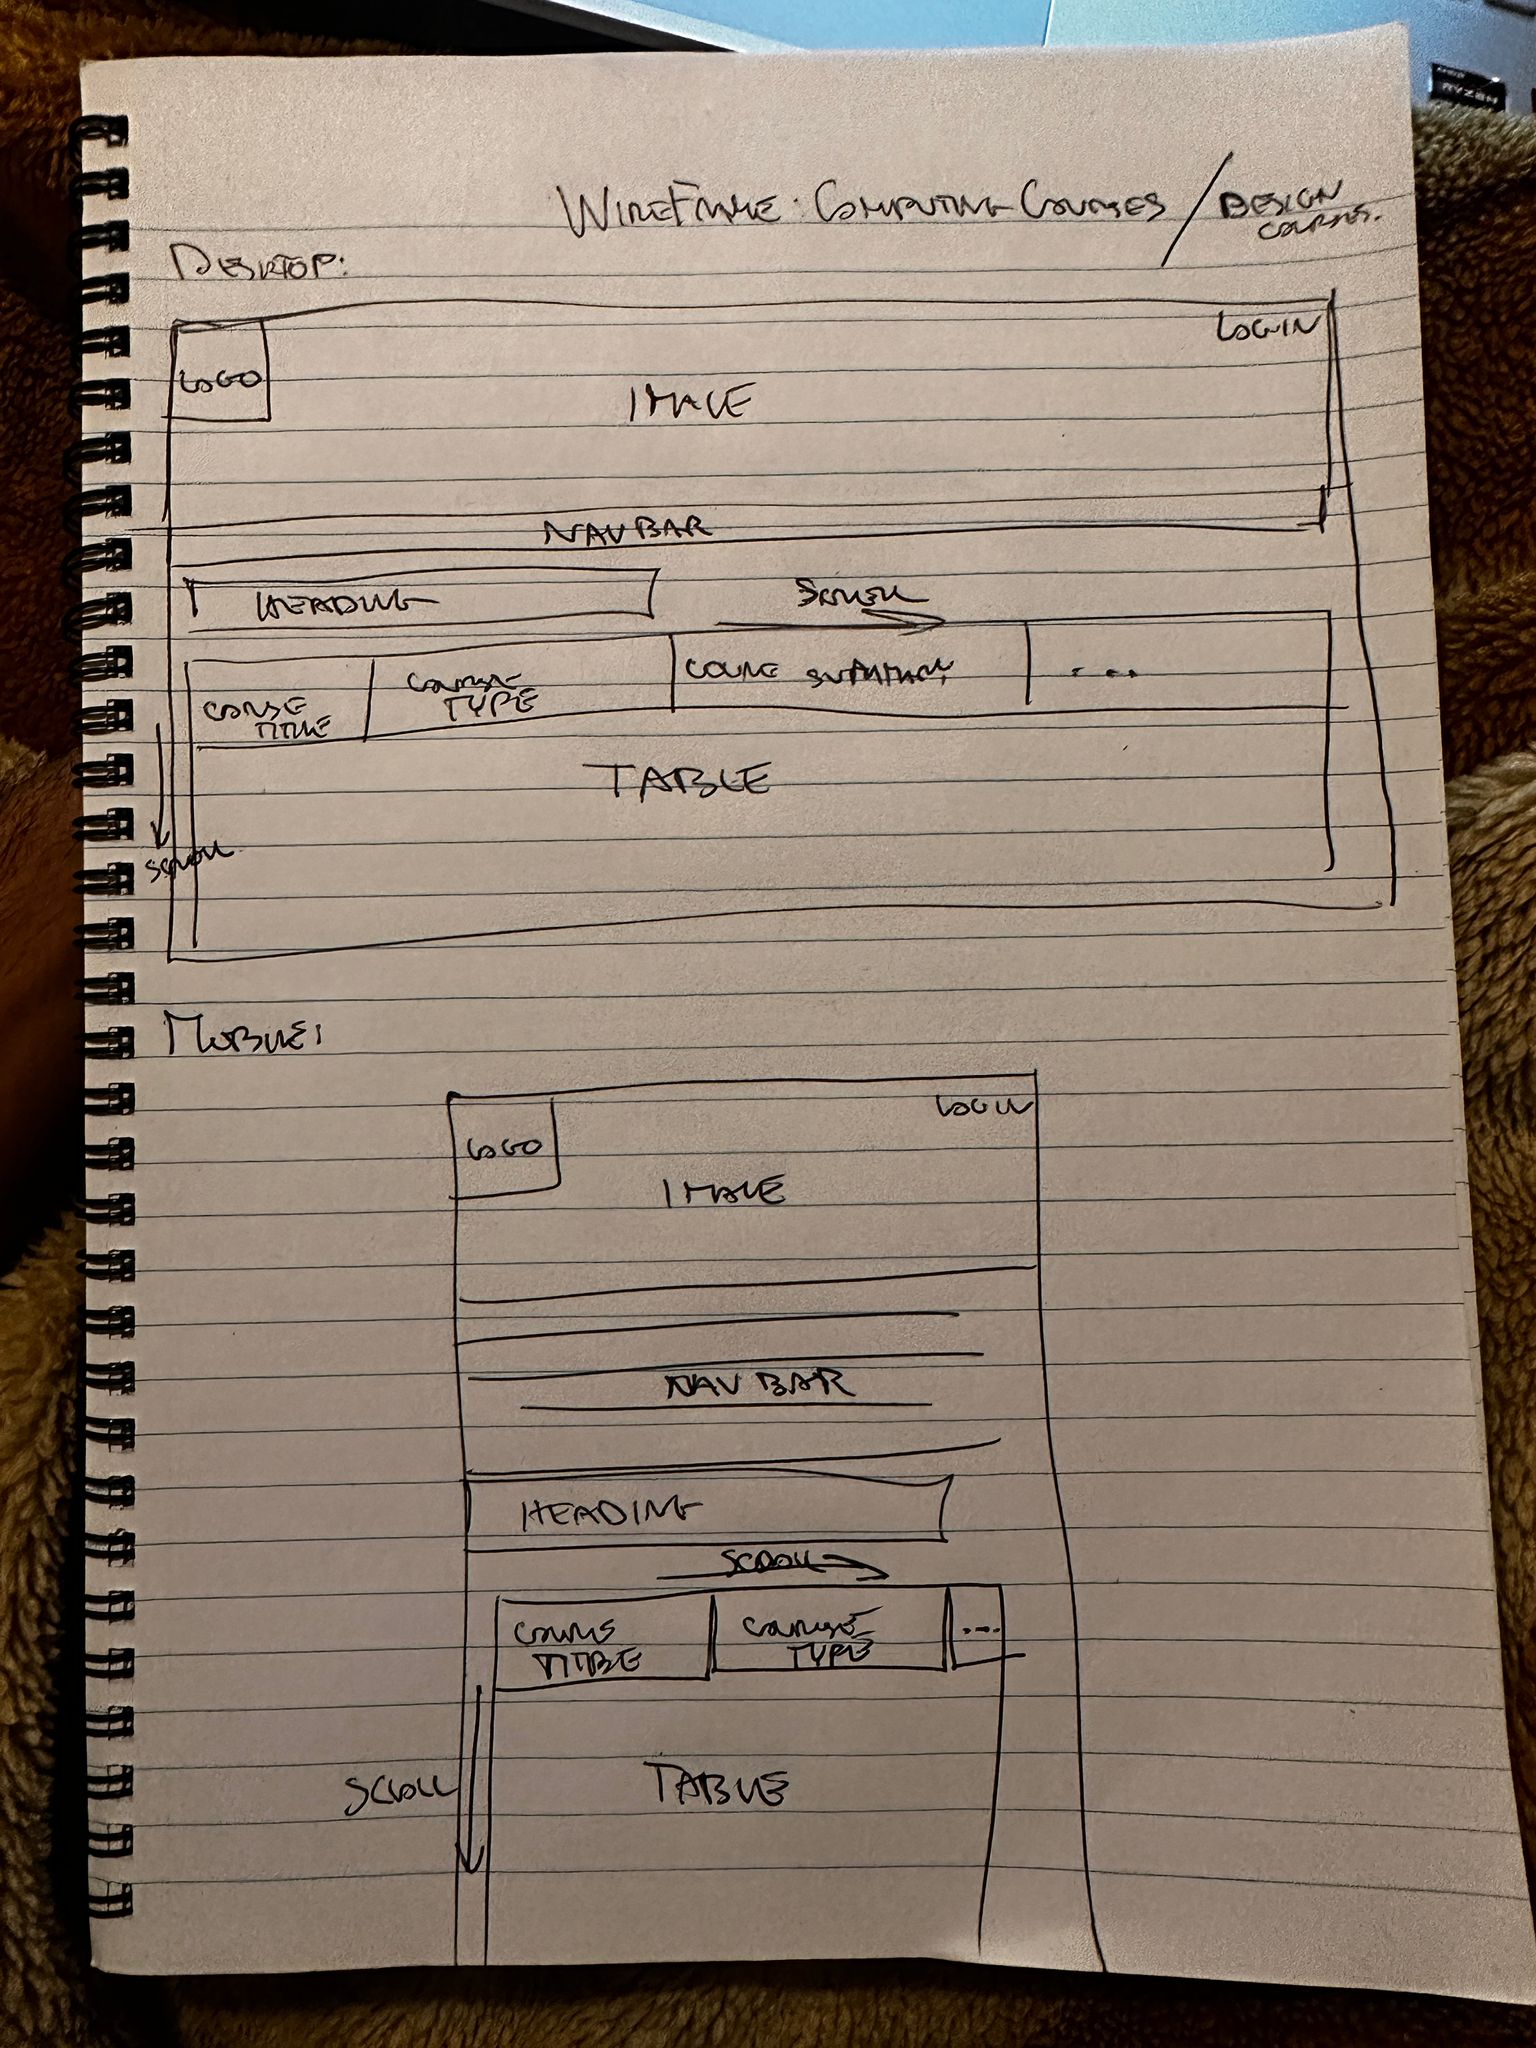 WIREFRAME: COMPUTING COURSES / DESIGN COURSES.
DESKTOP:
LOGO
LOGIN
IMAGE
NAVBAR
HEADING
SCROLL
COURSE TITLE
COURSE TYPE
COURSE SUMMARY
...
TABLE
SCROLL
MOBILE:
LOGO
LOGIN
IMAGE
NAV BAR
HEADING
SCROLL
COURSE TITLE
COURSE TYPE
...
SCROLL
TABLE
RYZEN